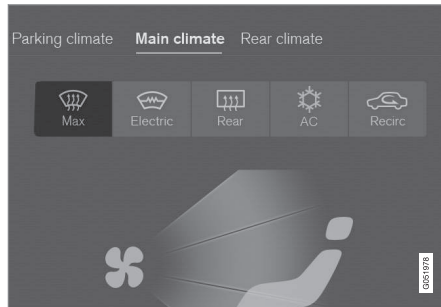 Parking climate Main climate Rear climate
Max Electric Rear AC Recirc
G051978